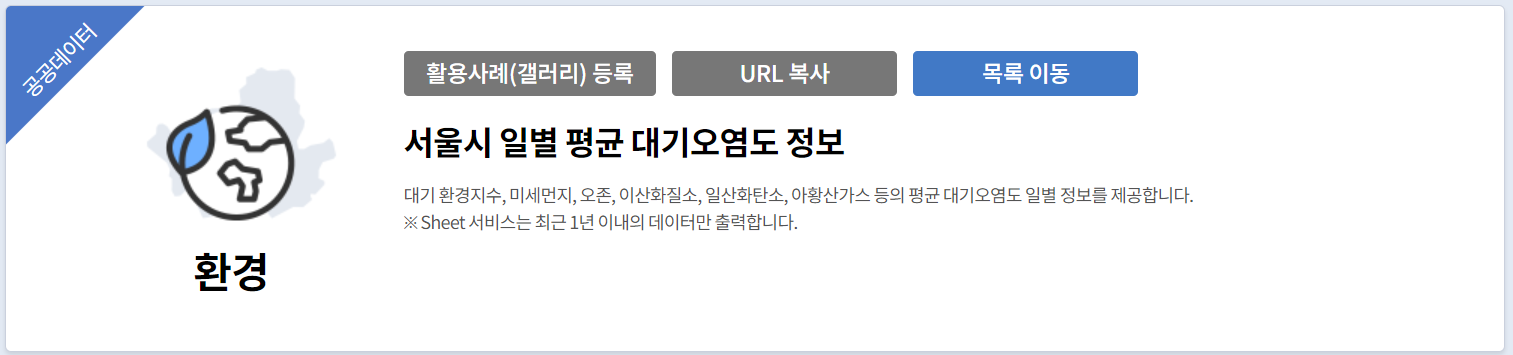 공공데이터
환경
활용사례(갤러리) 등록
URL 복사
목록 이동
서울시 일별 평균 대기오염도 정보
대기 환경지수, 미세먼지, 오존, 이산화질소, 일산화탄소, 아황산가스 등의 평균 대기오염도 일별 정보를 제공합니다.
※ Sheet 서비스는 최근 1년 이내의 데이터만 출력합니다.